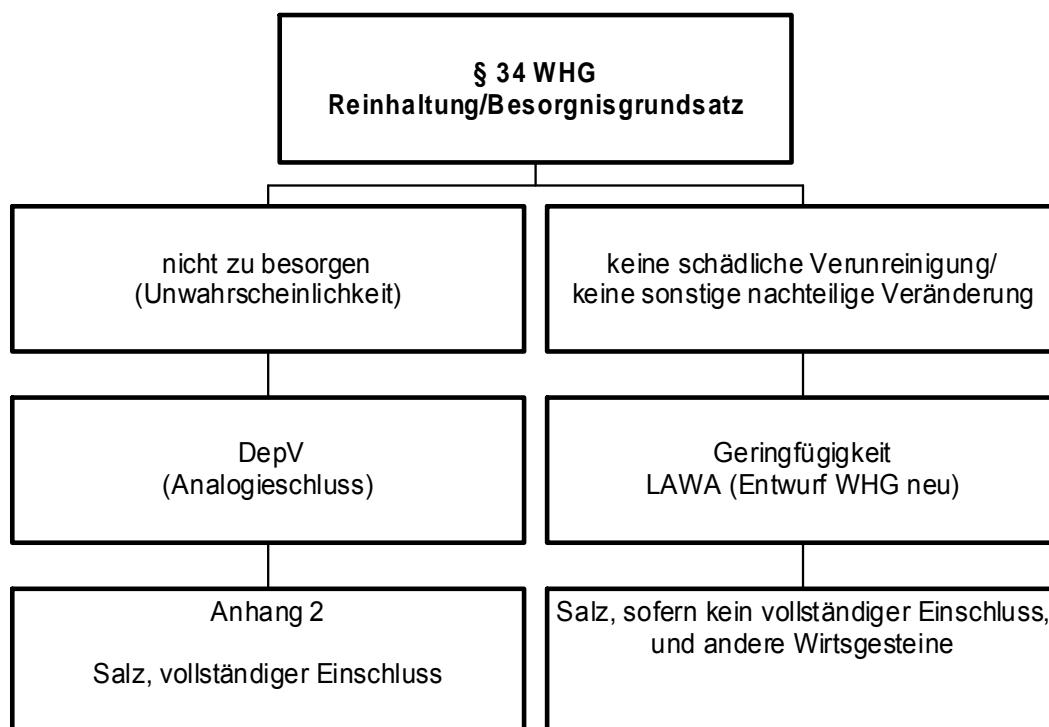 § 34 WHG
Reinhaltung/Besorgnisgrundsatz
nicht zu besorgen
(Unwahrscheinlichkeit)
keine schädliche Verunreinigung/
keine sonstige nachteilige Veränderung
DepV
(Analogieschluss)
Geringfügigkeit
LAWA (Entwurf WHG neu)
Anhang 2
Salz, vollständiger Einschluss
Salz, sofern kein vollständiger Einschluss,
und andere Wirtsgesteine